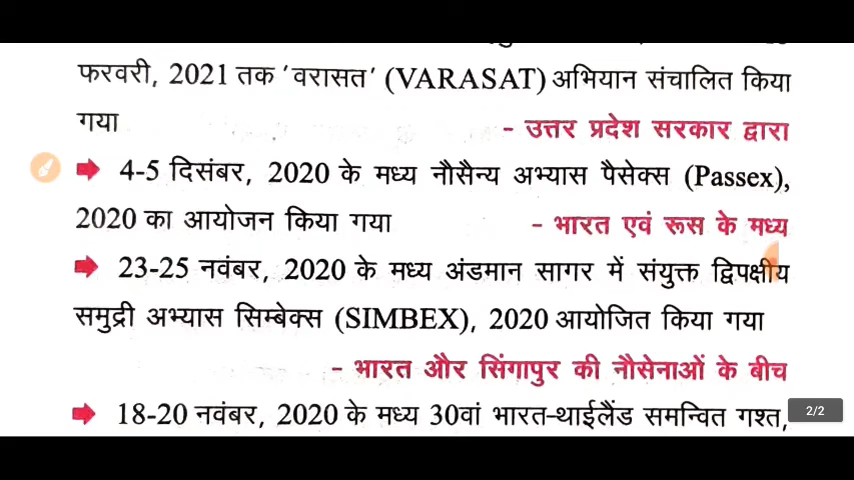 फरवरी, 2021 तक 'वरासत' (VARASAT) अभियान संचालित किया
गया - उत्तर प्रदेश सरकार द्वारा
➡ 4-5 दिसंबर, 2020 के मध्य नौसैन्य अभ्यास पैसेक्स (Passex),
2020 का आयोजन किया गया - भारत एवं रूस के मध्य
➡ 23-25 नवंबर, 2020 के मध्य अंडमान सागर में संयुक्त द्विपक्षीय
समुद्री अभ्यास सिम्बेक्स (SIMBEX), 2020 आयोजित किया गया
- भारत और सिंगापुर की नौसेनाओं के बीच
➡ 18-20 नवंबर, 2020 के मध्य 30वां भारत-थाईलैंड समन्वित गश्त,
2/2